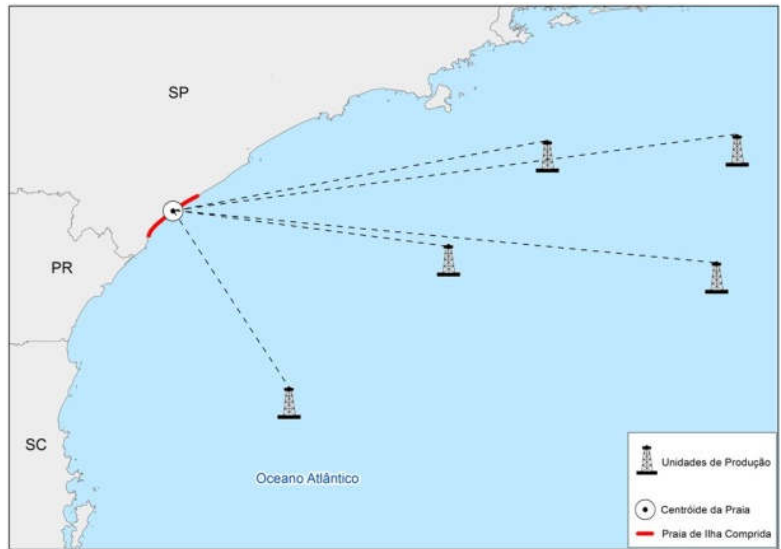 SP
PR
SC
Oceano Atlântico
Unidades de Produção
Centróide da Praia
Praia de Ilha Comprida